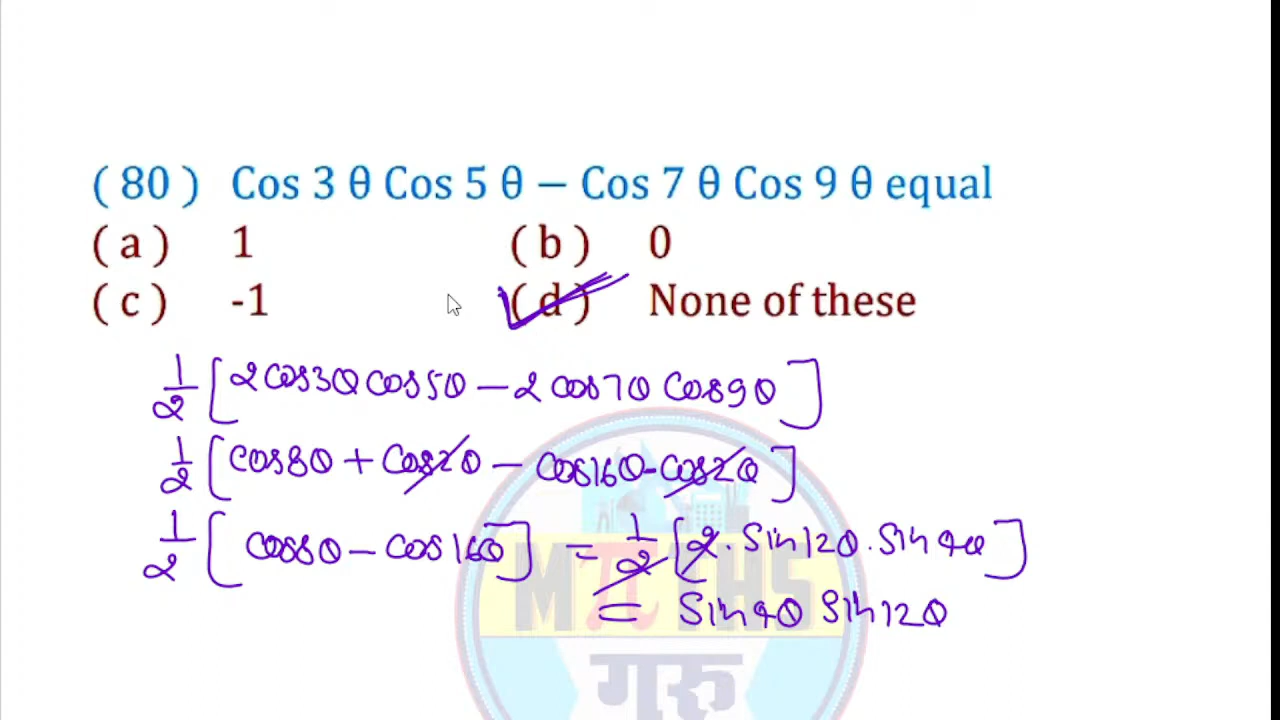 ( 80 ) Cos 3 θ Cos 5 θ − Cos 7 θ Cos 9 θ equal
( a ) 1 ( b ) 0
( c ) -1 ( d ) None of these
1/2 [2 cos3θ cos5θ − 2 cos7θ cos9θ]
1/2 [cos8θ + cos2θ − cos16θ - cos2θ]
1/2 [cos8θ − cos16θ] = 1/2 [2. Sin12θ. Sin4θ]
= Sin4θ Sin12θ
MπTHS
गुरु